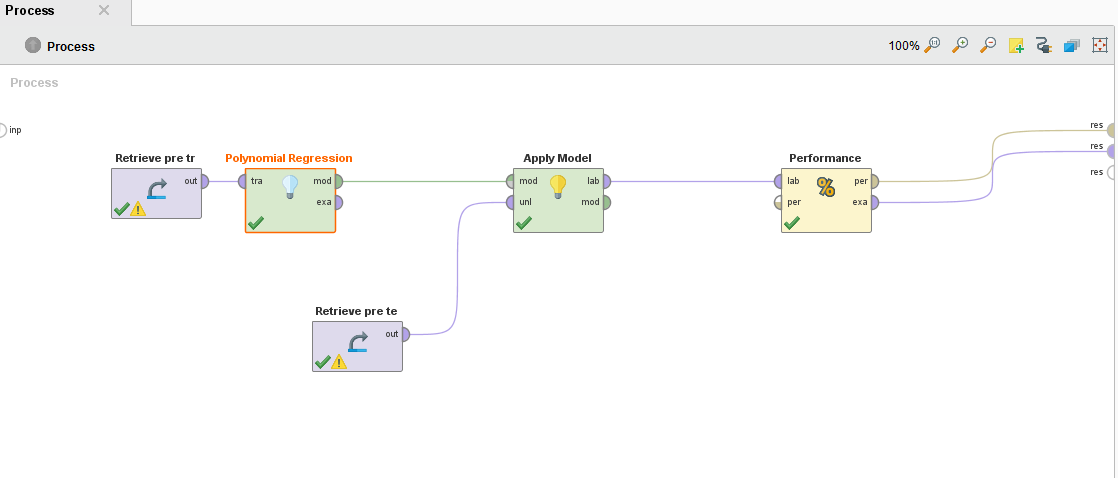 Process
Process
100%
Process
inp
res
res
res
Retrieve pre tr
out
Polynomial Regression
tra
mod
exa
Apply Model
mod
lab
unl
mod
Performance
lab
per
%
per
exa
Retrieve pre te
out